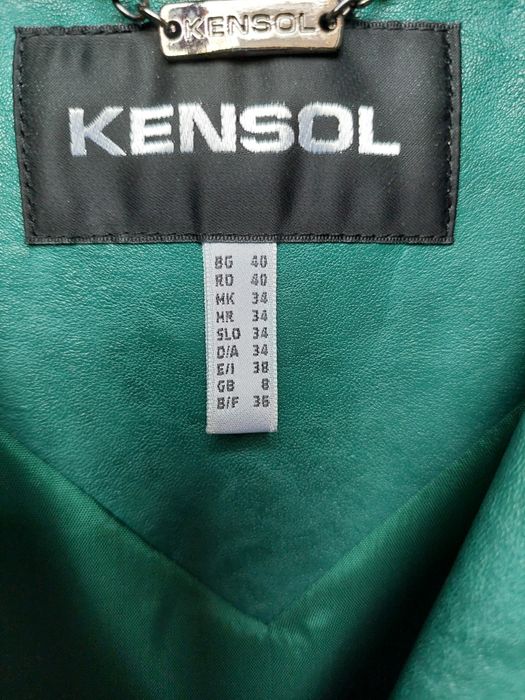 KENSOL
KENSOL
BG 40
RO 40
MK 34
HR 34
SLO 34
D/A 34
E/I 38
GB 8
B/F 36